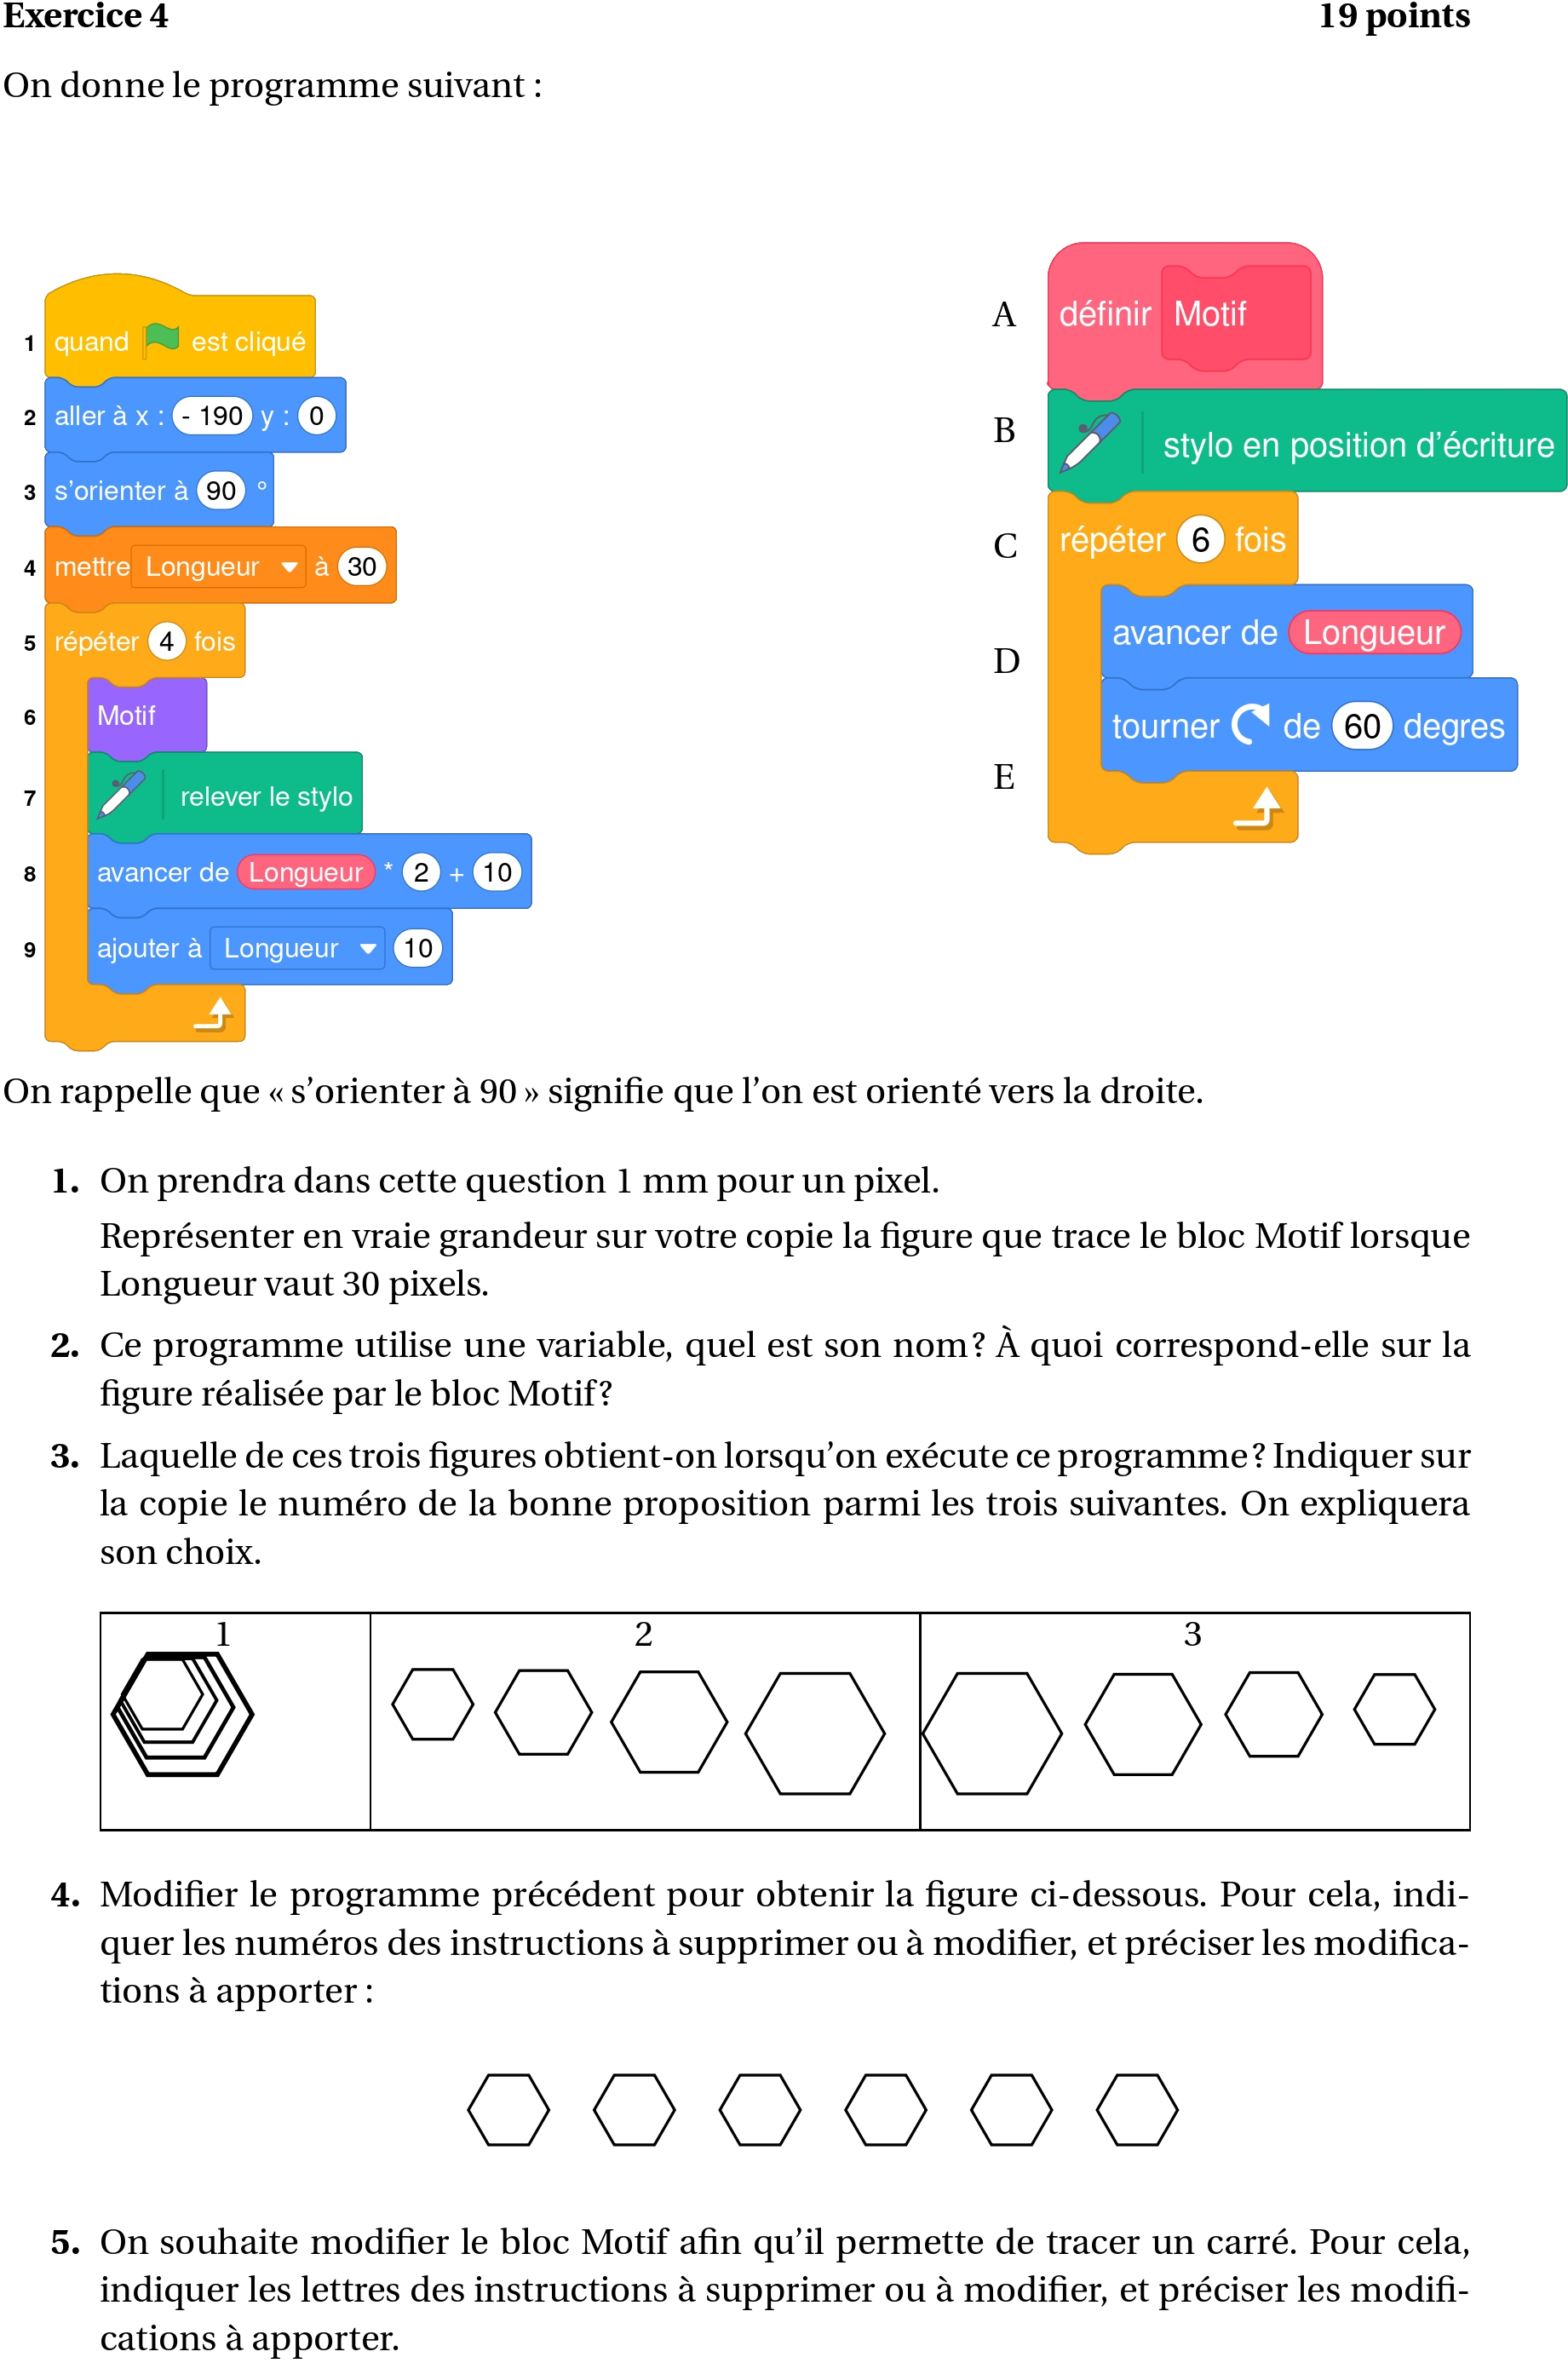 Exercice 4 19 points
On donne le programme suivant :
1 quand est cliqué
2 aller à x : - 190 y : 0
3 s'orienter à 90 °
4 mettre Longueur à 30
5 répéter 4 fois
6 Motif
7 relever le stylo
8 avancer de Longueur * 2 + 10
9 ajouter à Longueur 10
A définir Motif
B stylo en position d'écriture
C répéter 6 fois
D avancer de Longueur
E tourner de 60 degres
On rappelle que « s'orienter à 90 » signifie que l'on est orienté vers la droite.
1. On prendra dans cette question 1 mm pour un pixel.
Représenter en vraie grandeur sur votre copie la figure que trace le bloc Motif lorsque
Longueur vaut 30 pixels.
2. Ce programme utilise une variable, quel est son nom ? À quoi correspond-elle sur la
figure réalisée par le bloc Motif ?
3. Laquelle de ces trois figures obtient-on lorsqu'on exécute ce programme ? Indiquer sur
la copie le numéro de la bonne proposition parmi les trois suivantes. On expliquera
son choix.
1 2 3
4. Modifier le programme précédent pour obtenir la figure ci-dessous. Pour cela, indi-
quer les numéros des instructions à supprimer ou à modifier, et préciser les modifica-
tions à apporter :
5. On souhaite modifier le bloc Motif afin qu'il permette de tracer un carré. Pour cela,
indiquer les lettres des instructions à supprimer ou à modifier, et préciser les modifi-
cations à apporter.